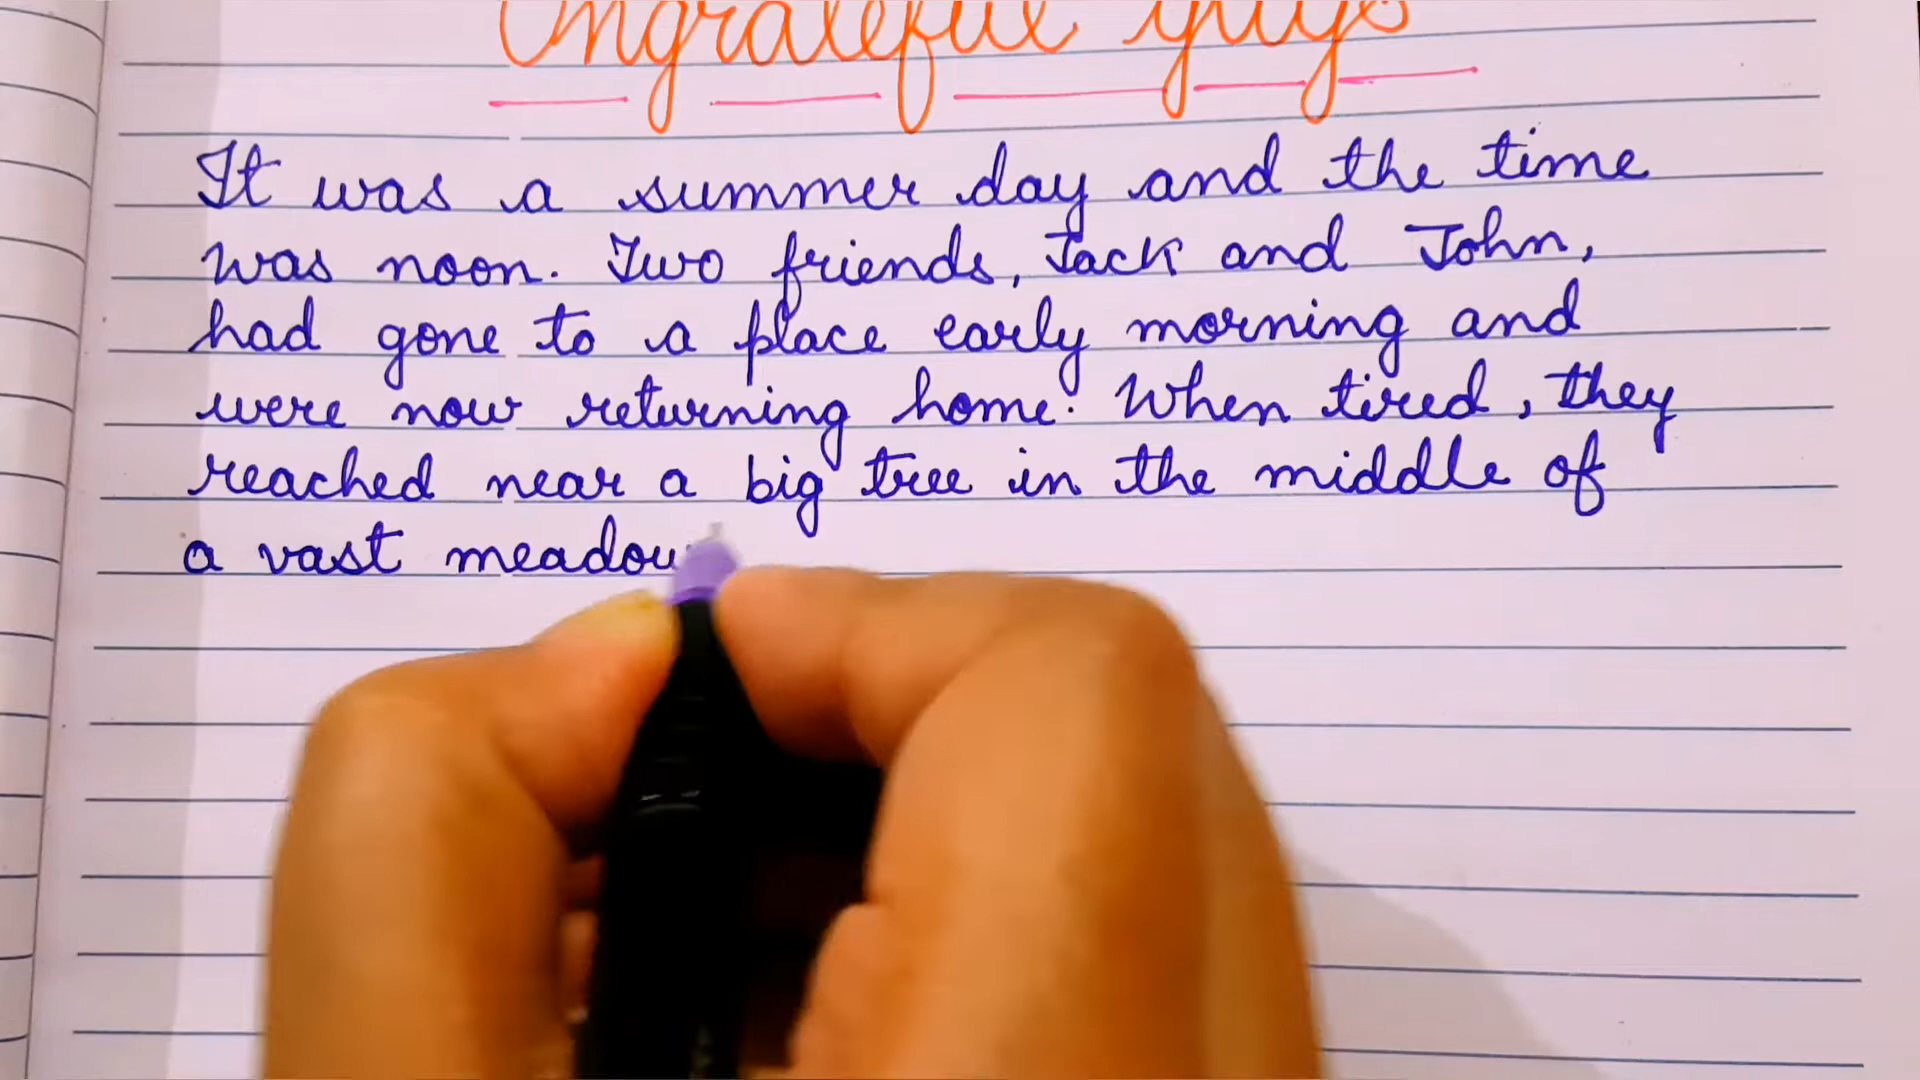 Ungrateful guys
It was a summer day and the time
was noon. Two friends, Jack and John,
had gone to a place early morning and
were now returning home. When tired, they
reached near a big tree in the middle of
a vast meadow